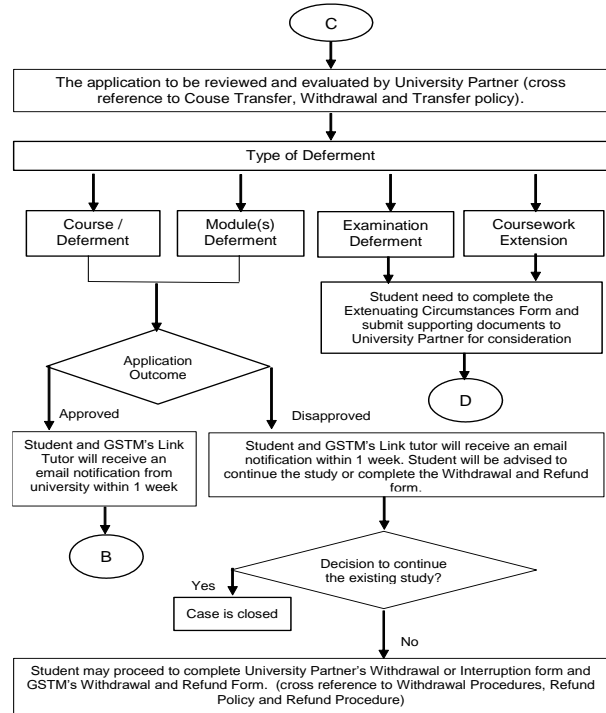 C
The application to be reviewed and evaluated by University Partner (cross
reference to Couse Transfer, Withdrawal and Transfer policy).
Type of Deferment
Course /
Deferment
Module(s)
Deferment
Examination
Deferment
Coursework
Extension
Student need to complete the
Extenuating Circumstances Form and
submit supporting documents to
University Partner for consideration
Application
Outcome
D
Approved
Disapproved
Student and GSTM's Link
Tutor will receive an
email notification from
university within 1 week
Student and GSTM's Link tutor will receive an email
notification within 1 week. Student will be advised to
continue the study or complete the Withdrawal and Refund
form.
B
Decision to continue
the existing study?
Yes
Case is closed
No
Student may proceed to complete University Partner's Withdrawal or Interruption form and
GSTM's Withdrawal and Refund Form. (cross reference to Withdrawal Procedures, Refund
Policy and Refund Procedure)